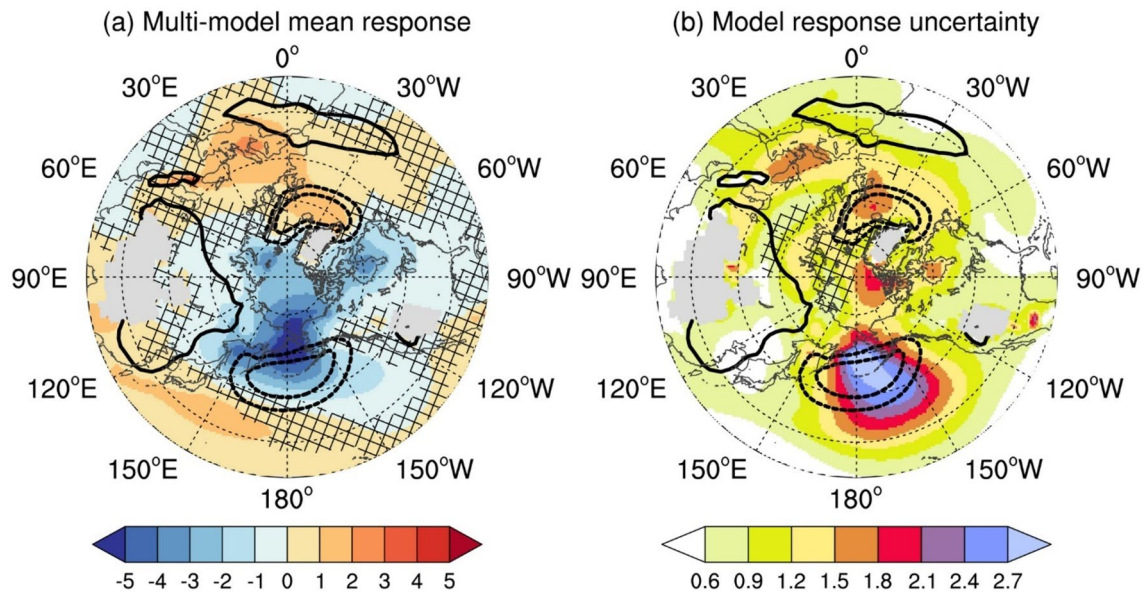 (a) Multi-model mean response
0°
30°E
30°W
60°E
60°W
90°E
90°W
120°E
120°W
150°E
150°W
180°
-5 -4 -3 -2 -1 0 1 2 3 4 5
(b) Model response uncertainty
0°
30°E
30°W
60°E
60°W
90°E
90°W
120°E
120°W
150°E
150°W
180°
0.6 0.9 1.2 1.5 1.8 2.1 2.4 2.7